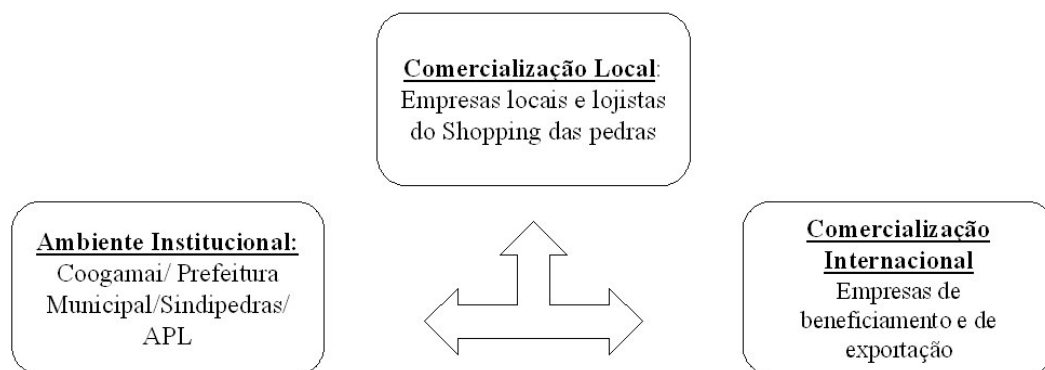 Comercialização Local:
Empresas locais e lojistas
do Shopping das pedras
Ambiente Institucional:
Coogamai/ Prefeitura
Municipal/Sindipedras/
APL
Comercialização
Internacional
Empresas de
beneficiamento e de
exportação